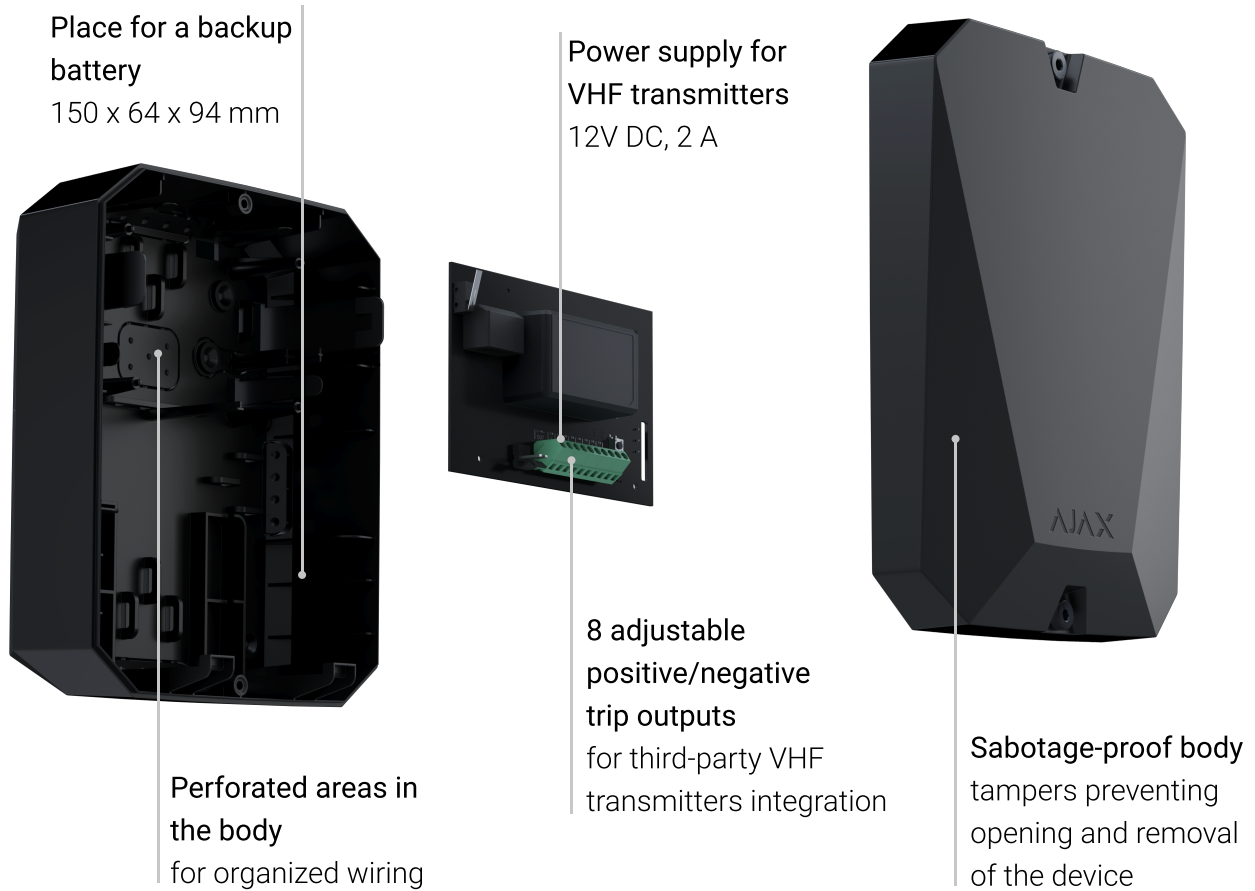 Place for a backup
battery
150 x 64 x 94 mm
Power supply for
VHF transmitters
12V DC, 2 A
AJAX
8 adjustable
positive/negative
trip outputs
for third-party VHF
transmitters integration
Perforated areas in
the body
for organized wiring
Sabotage-proof body
tampers preventing
opening and removal
of the device